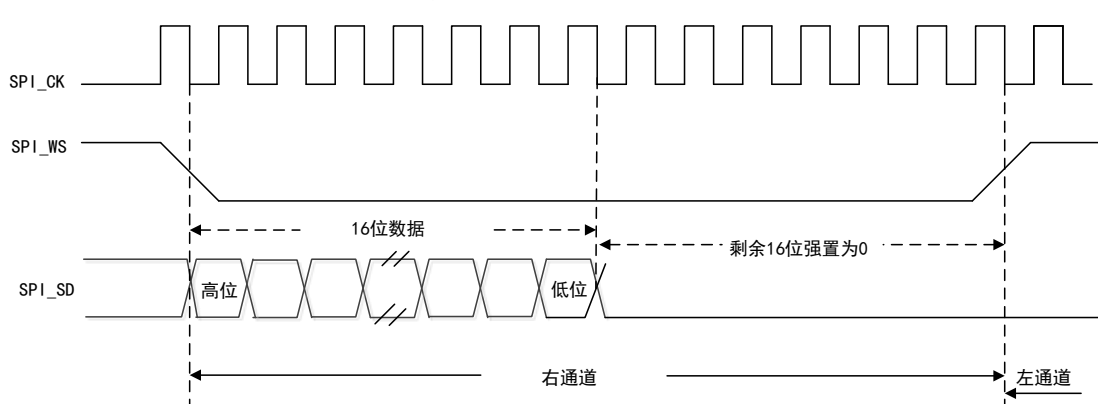 SPI_CK
SPI_WS
16位数据
剩余16位强置为0
SPI_SD
高位
低位
右通道
左通道